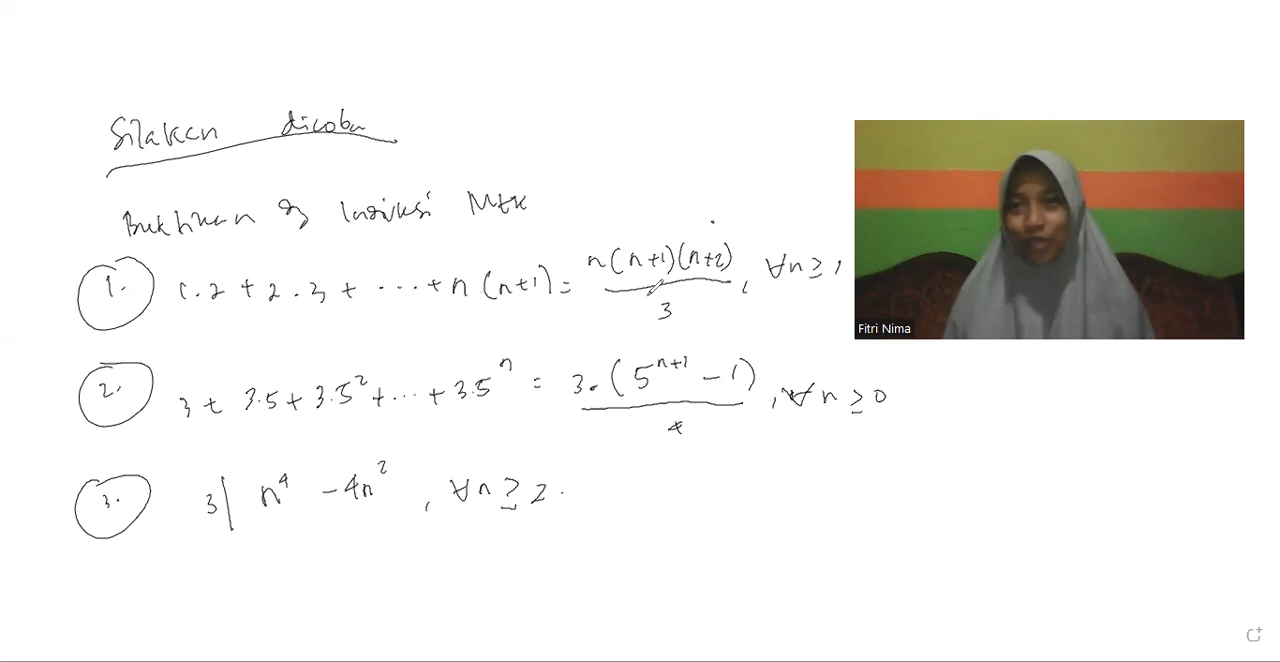 Silakan dicoba
Buktikan dg Induksi Mtk
1. 1.2 + 2.3 + ... + n(n+1) = n(n+1)(n+2)/3, ∀n ≥ 1
Fitri Nima
2. 3 + 3.5 + 3.5² + ... + 3.5ⁿ = 3.(5ⁿ⁺¹ - 1)/4, ∀n ≥ 0
3. 3 | n⁴ - 4n², ∀n ≥ 2.